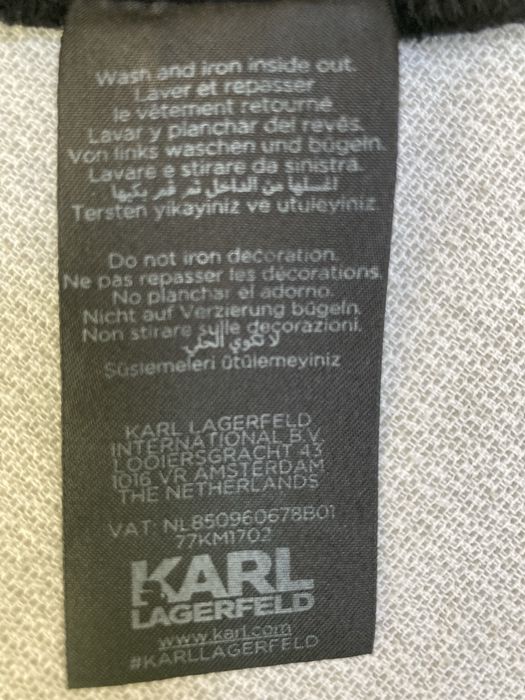 Wash and iron inside out.
Laver et repasser
le vêtement retourné
Lavar y planchar del revés.
Von links waschen und bügeln.
Lavare e stirare da sinistra.
اغسلها من الداخل ثم قم بكيها
Tersten yikayiniz ve utuleyiniz
Do not iron decoration.
Ne pas repasser les décorations.
No planchar el adorno.
Nicht auf Verzierung bügeln
Non stirare sulle decorazioni.
لا تكوي الحلي
Süslemeleri ütülemeyiniz
KARL LAGERFELD
INTERNATIONAL B.V.
LOOIERSGRACHT 43
1016 VR AMSTERDAM
THE NETHERLANDS
VAT: NL850960678B01
77KM1702
KARL
LAGERFELD
www.karl.com
#KARLLAGERFELD